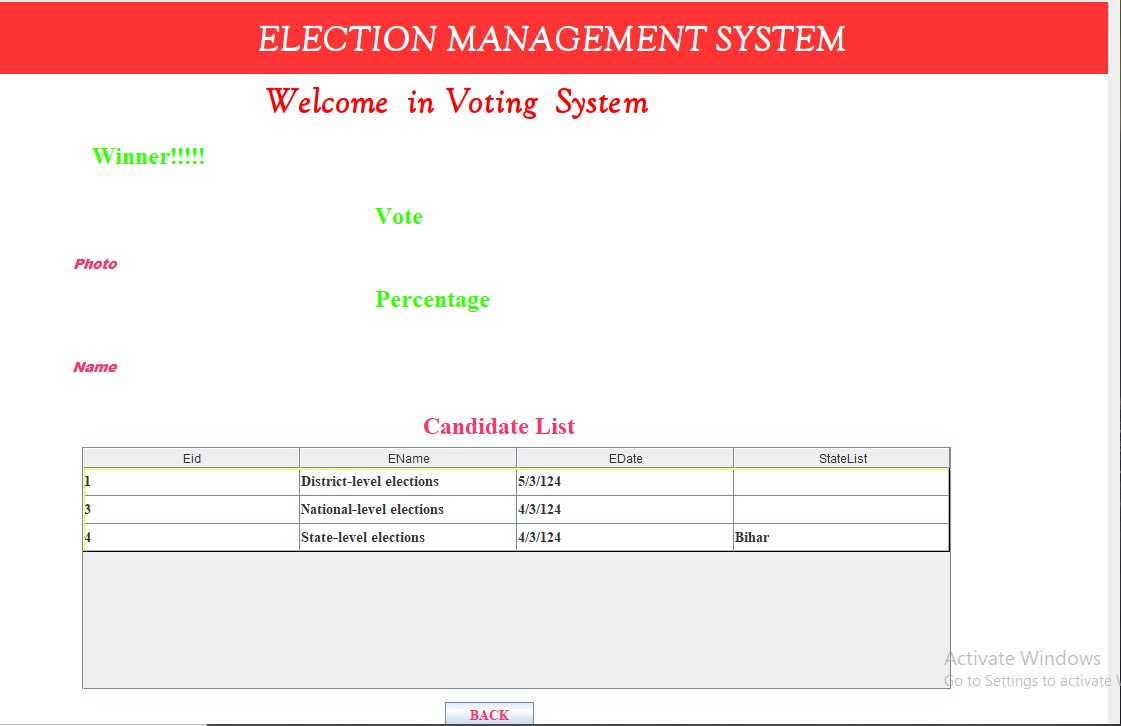 ELECTION MANAGEMENT SYSTEM
Welcome in Voting System
Winner!!!!!
Vote
Photo
Percentage
Name
Candidate List
Eid EName EDate StateList
1 District-level elections 5/3/124
3 National-level elections 4/3/124
4 State-level elections 4/3/124 Bihar
Activate Windows
Go to Settings to activate
BACK